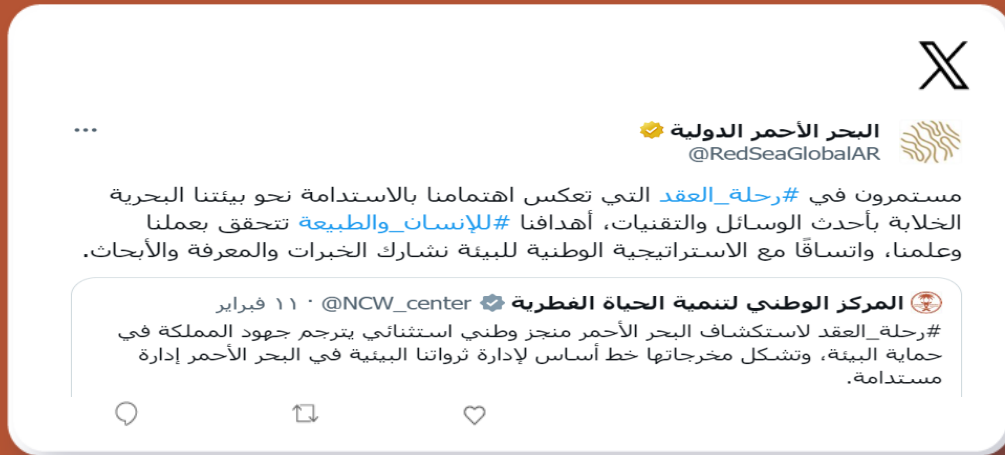 البحر الأحمر الدولية
@RedSeaGlobalAR
مستمرون في #رحلة_العقد التي تعكس اهتمامنا بالاستدامة نحو بيئتنا البحرية
الخلابة بأحدث الوسائل والتقنيات، أهدافنا #للإنسان_والطبيعة تتحقق بعملنا
وعلمنا، واتساقًا مع الاستراتيجية الوطنية للبيئة نشارك الخبرات والمعرفة والأبحاث.
المركز الوطني لتنمية الحياة الفطرية @NCW_center · ١١ فبراير
#رحلة_العقد لاستكشاف البحر الأحمر منجز وطني استثنائي يترجم جهود المملكة في
حماية البيئة، وتشكل مخرجاتها خط أساس لإدارة ثرواتنا البيئية في البحر الأحمر إدارة
مستدامة.